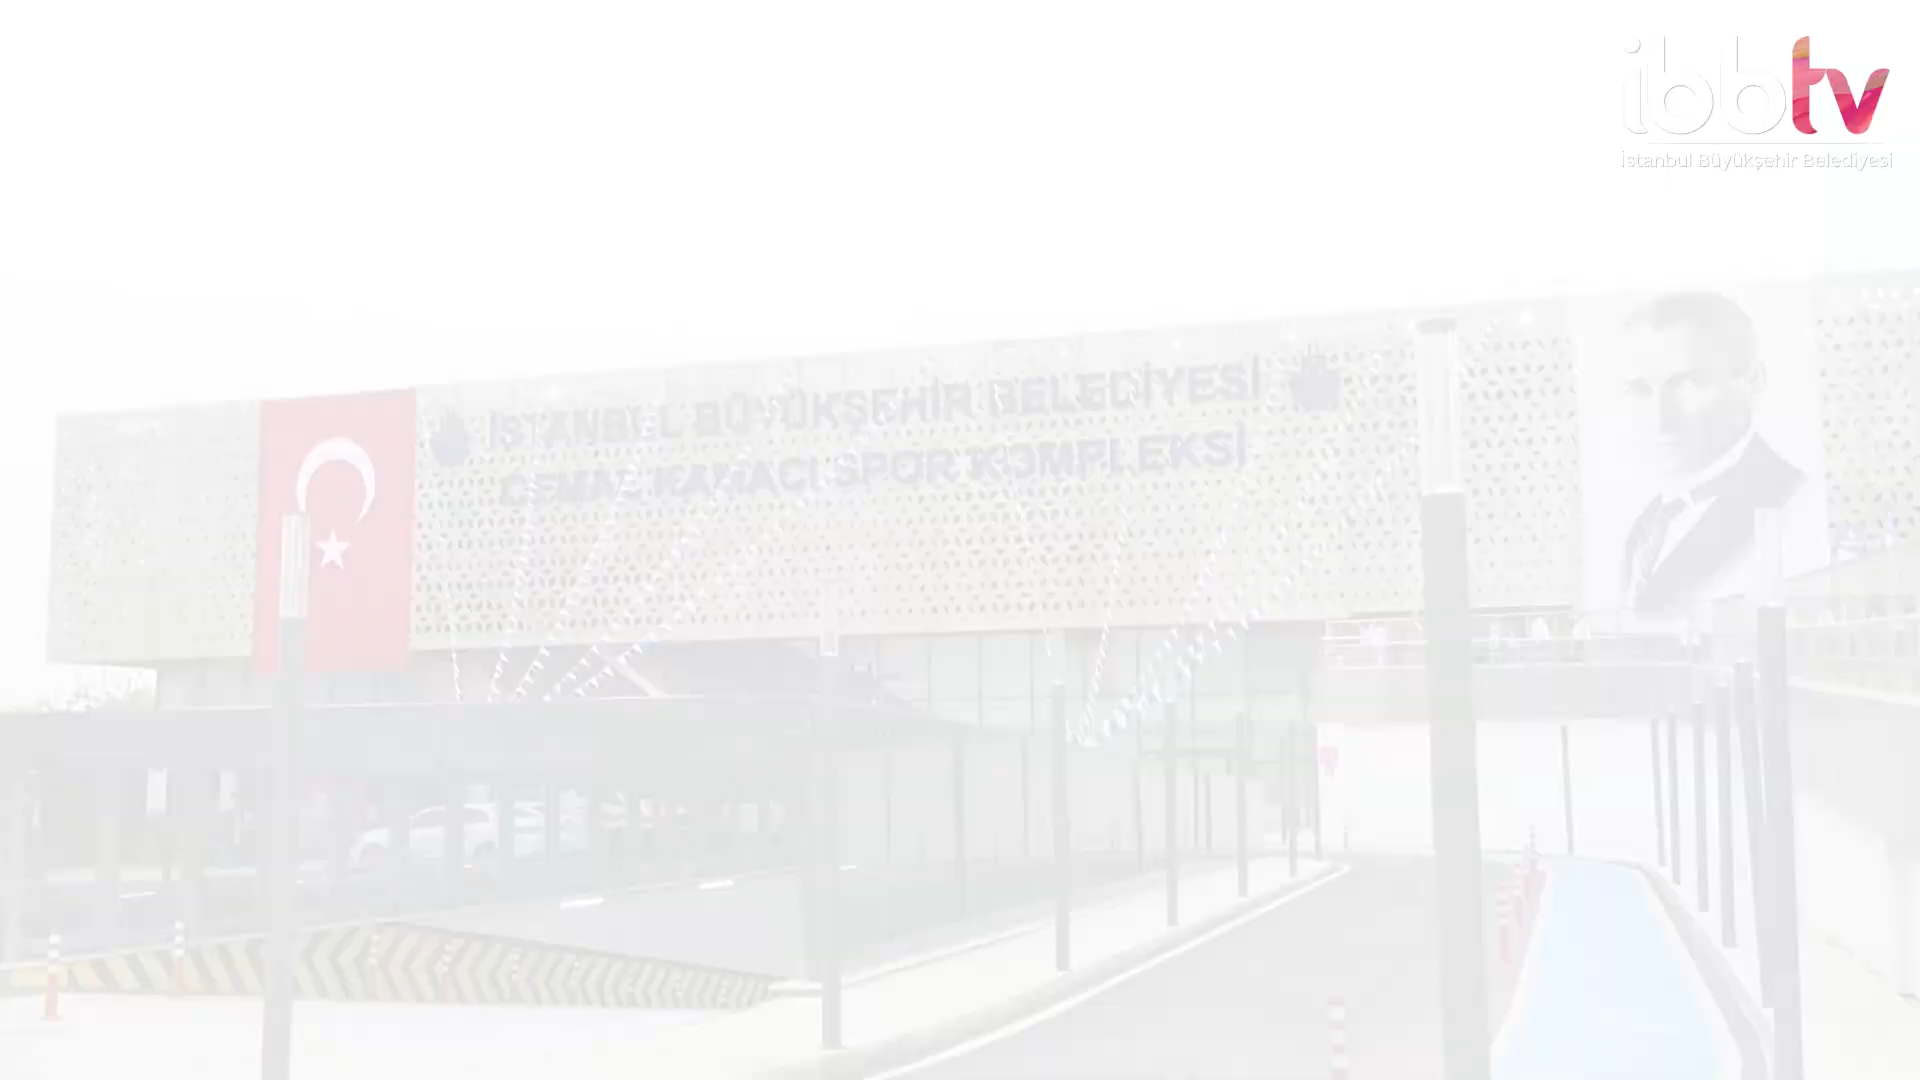 ibbtv
İstanbul Büyükşehir Belediyesi
İSTANBUL BÜYÜKŞEHİR BELEDİYESİ
CEMAL KAMACI SPOR KOMPLEKSİ